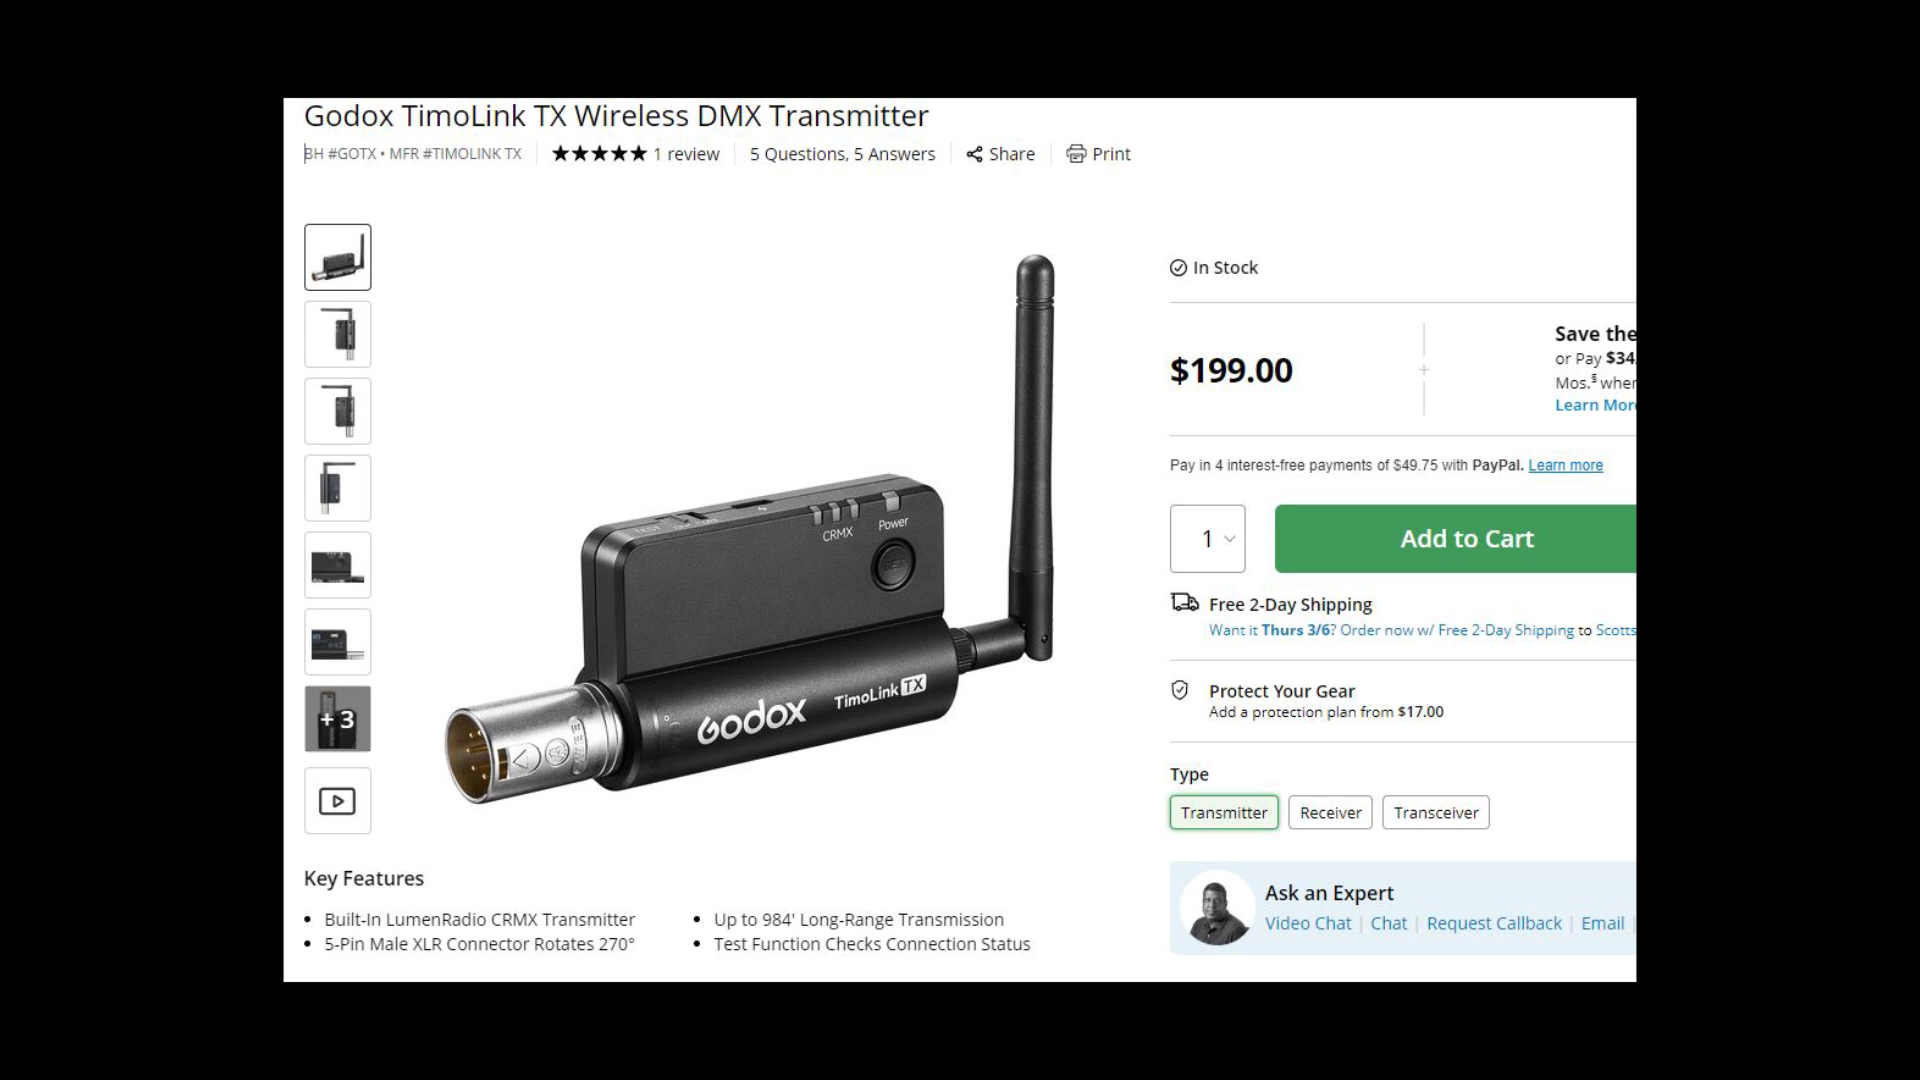 Godox TimoLink TX Wireless DMX Transmitter
BH #GOTX • MFR #TIMOLINK TX
1 review
5 Questions, 5 Answers
Share
Print
+ 3
TEST
CRMX
Power
Godox
TimoLink TX
In Stock
$199.00
+
Save the
or Pay $34.
Mos.§ when
Learn More
Pay in 4 interest-free payments of $49.75 with PayPal. Learn more
1
Add to Cart
Free 2-Day Shipping
Want it Thurs 3/6? Order now w/ Free 2-Day Shipping to Scotts
Protect Your Gear
Add a protection plan from $17.00
Type
Transmitter
Receiver
Transceiver
Ask an Expert
Video Chat | Chat | Request Callback | Email |
Key Features
• Built-In LumenRadio CRMX Transmitter
• 5-Pin Male XLR Connector Rotates 270°
• Up to 984' Long-Range Transmission
• Test Function Checks Connection Status